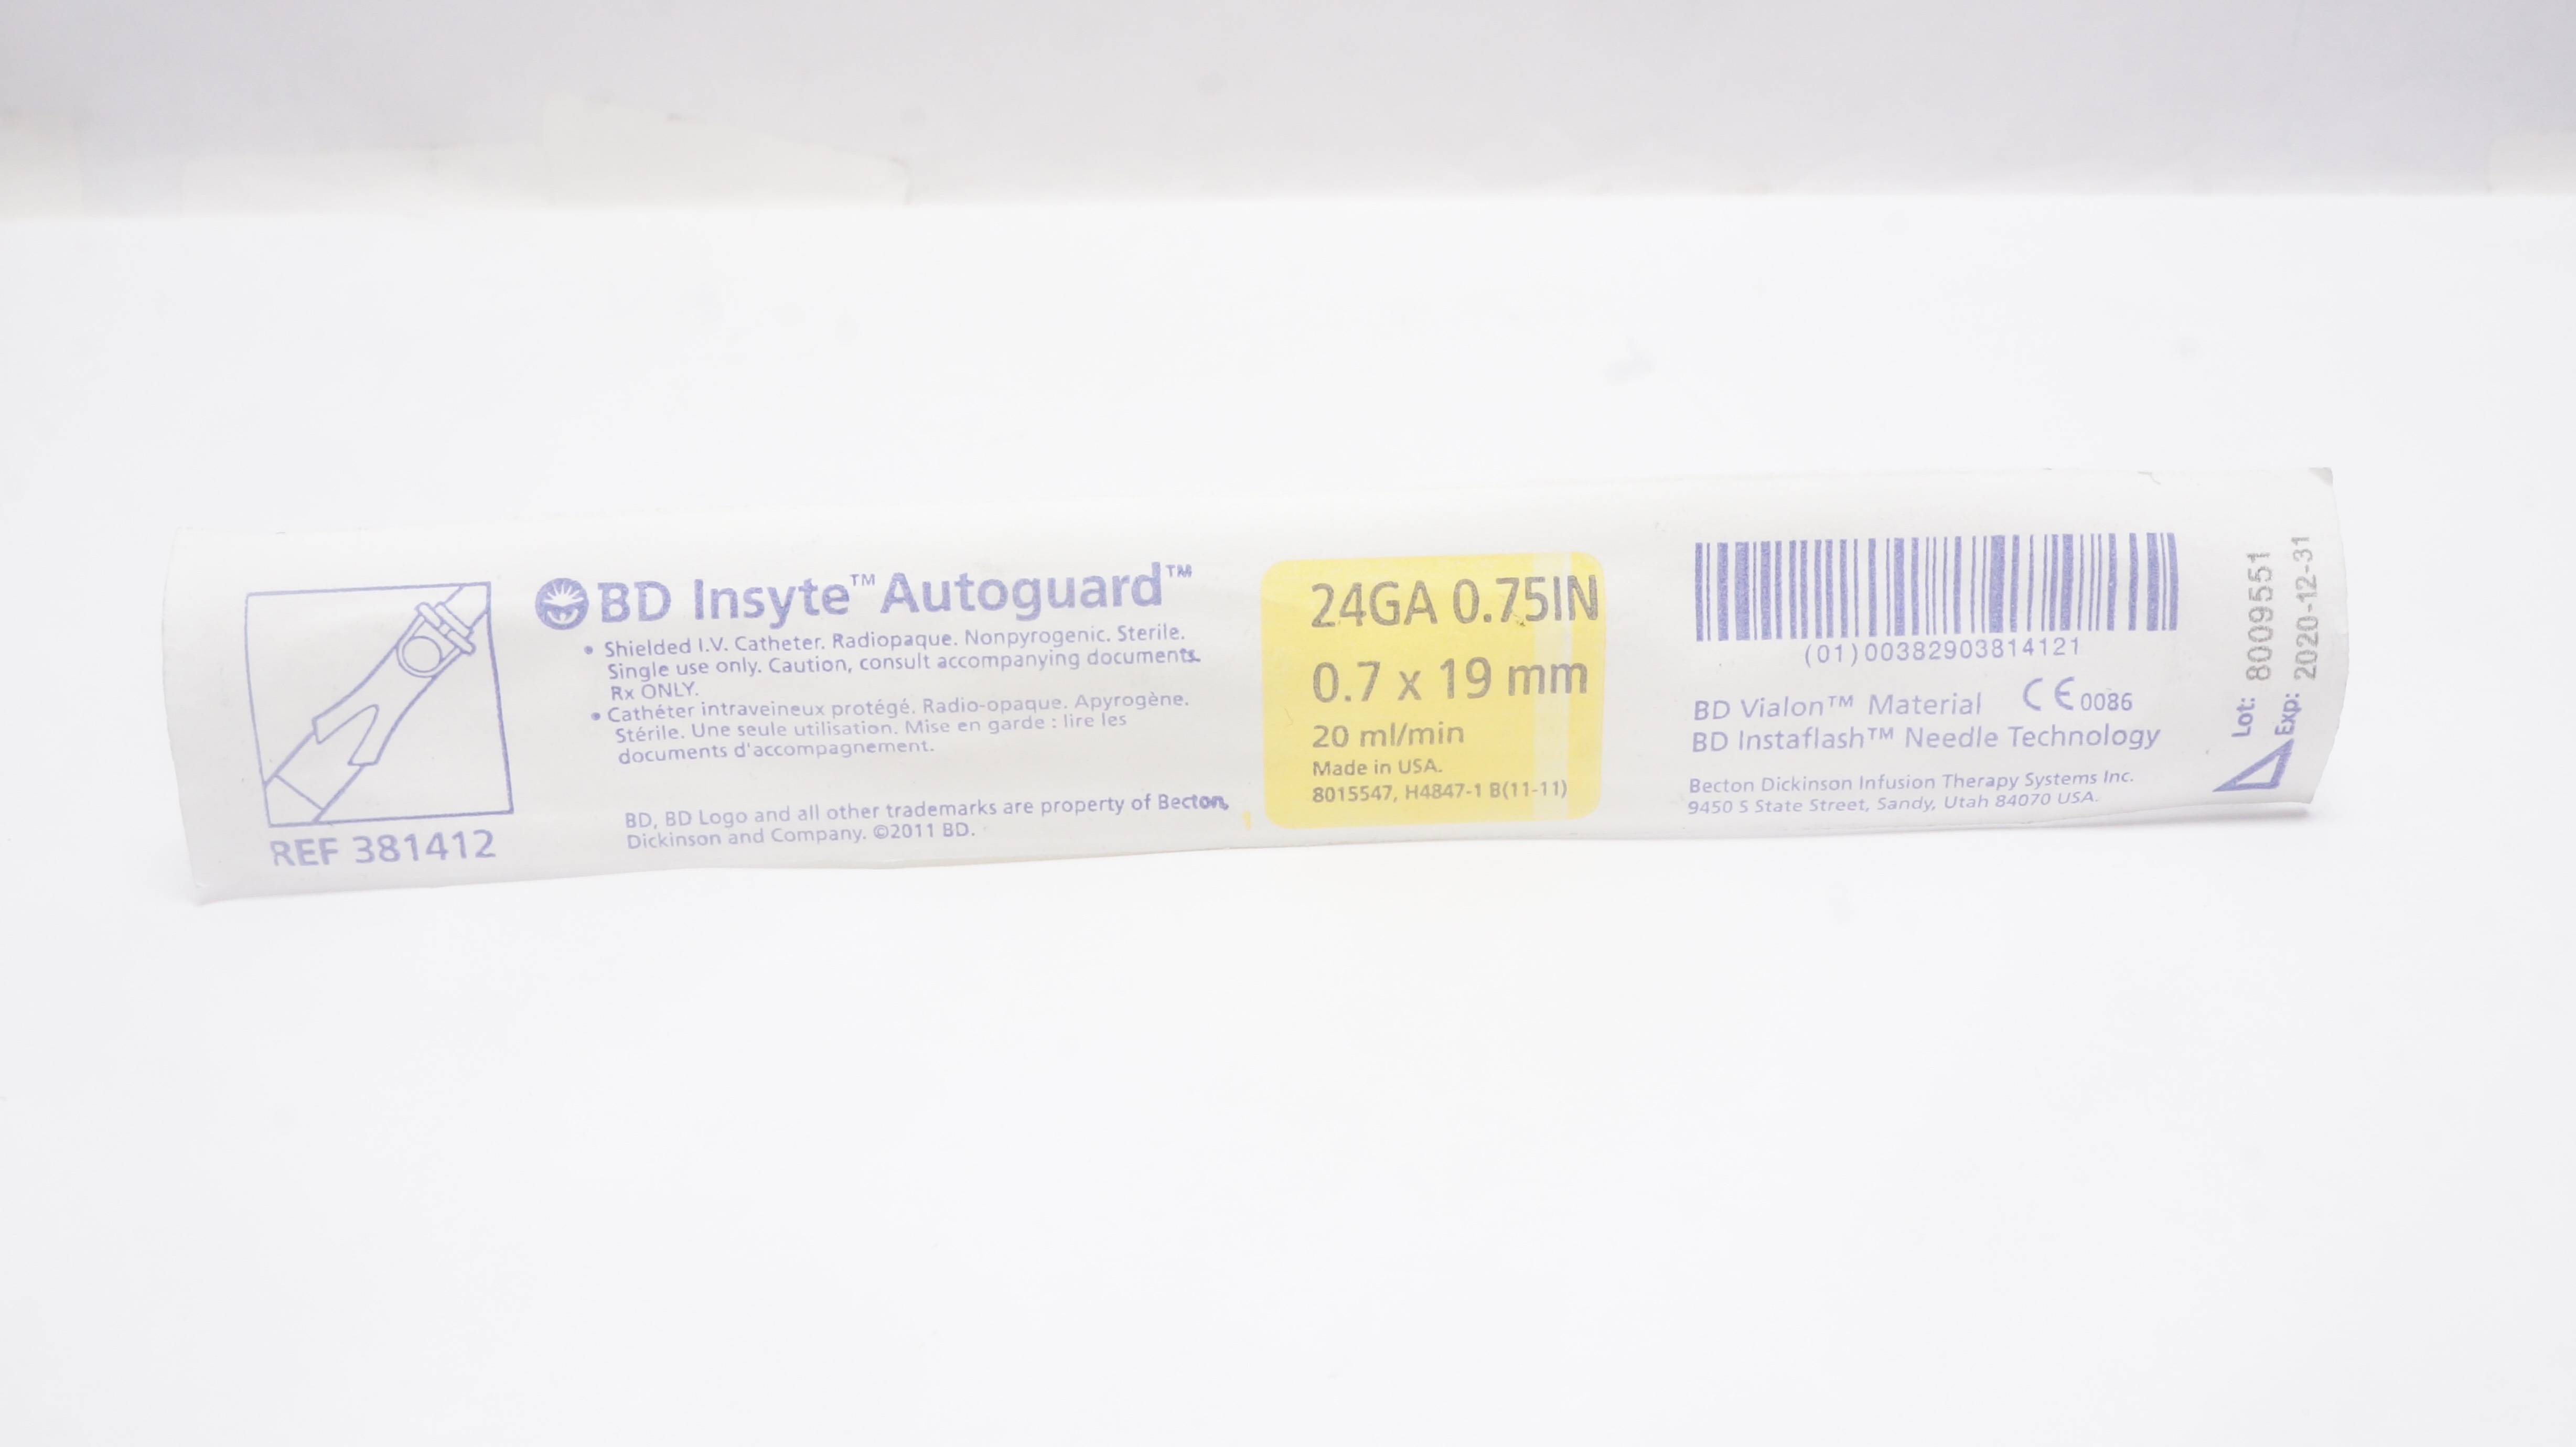 BD Insyte™ Autoguard™
• Shielded I.V. Catheter. Radiopaque. Nonpyrogenic. Sterile.
Single use only. Caution, consult accompanying documents.
Rx ONLY.
• Cathéter intraveineux protégé. Radio-opaque. Apyrogène.
Stérile. Une seule utilisation. Mise en garde : lire les
documents d'accompagnement.
BD, BD Logo and all other trademarks are property of Becton,
Dickinson and Company. ©2011 BD.
REF 381412
24GA 0.75IN
0.7 x 19 mm
20 ml/min
Made in USA.
8015547, H4847-1 B(11-11)
(01)00382903814121
BD Vialon™ Material CE 0086
BD Instaflash™ Needle Technology
Becton Dickinson Infusion Therapy Systems Inc.
9450 S State Street, Sandy, Utah 84070 USA.
Lot: 8009551
Exp: 2020-12-31